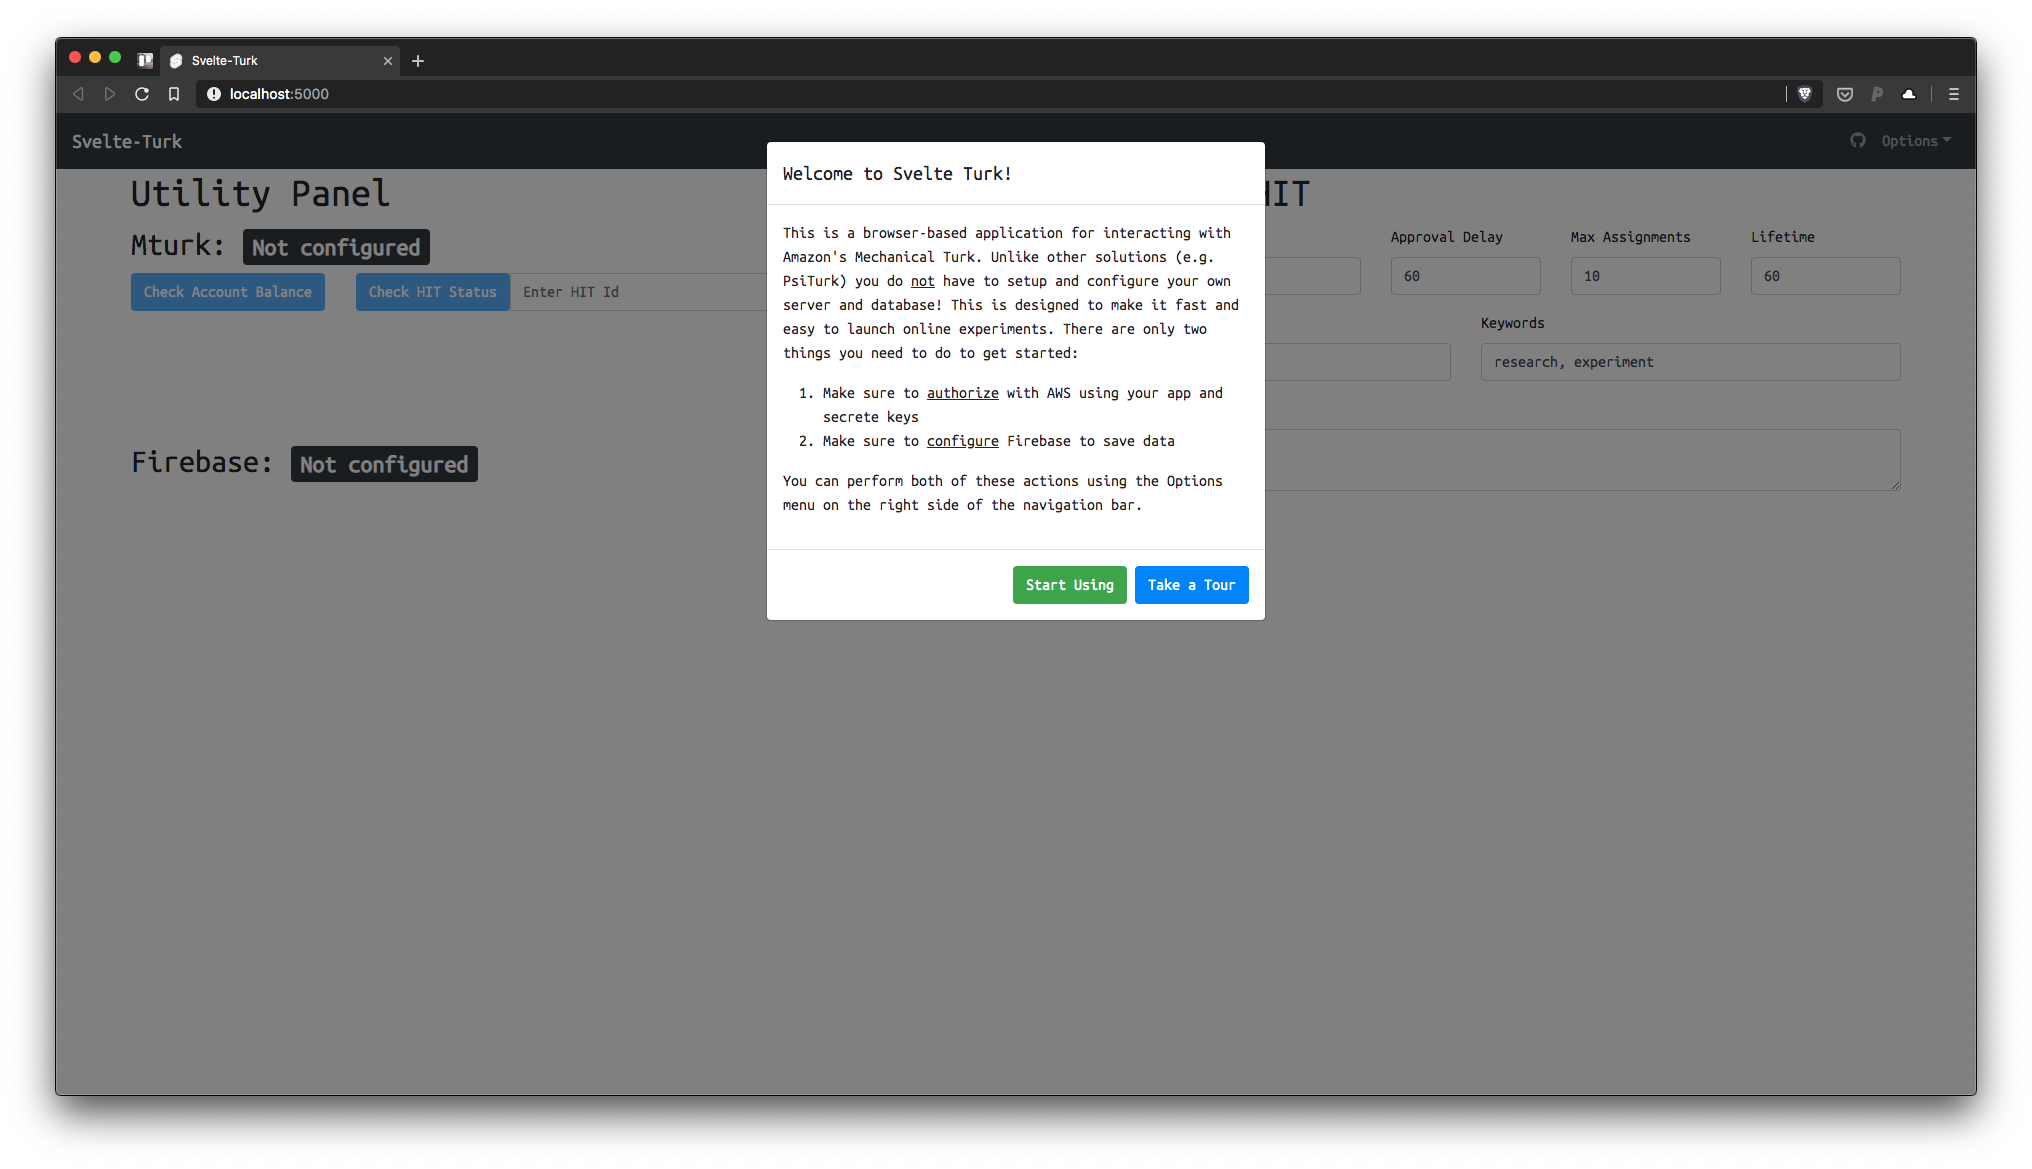 Svelte-Turk
localhost:5000
Svelte-Turk
Options
Utility Panel
Mturk: Not configured
Check Account Balance
Check HIT Status
Enter HIT Id
Firebase: Not configured
Welcome to Svelte Turk!
This is a browser-based application for interacting with
Amazon's Mechanical Turk. Unlike other solutions (e.g.
PsiTurk) you do not have to setup and configure your own
server and database! This is designed to make it fast and
easy to launch online experiments. There are only two
things you need to do to get started:
1. Make sure to authorize with AWS using your app and
secrete keys
2. Make sure to configure Firebase to save data
You can perform both of these actions using the Options
menu on the right side of the navigation bar.
Start Using
Take a Tour
HIT
Approval Delay
Max Assignments
Lifetime
60
10
60
Keywords
research, experiment